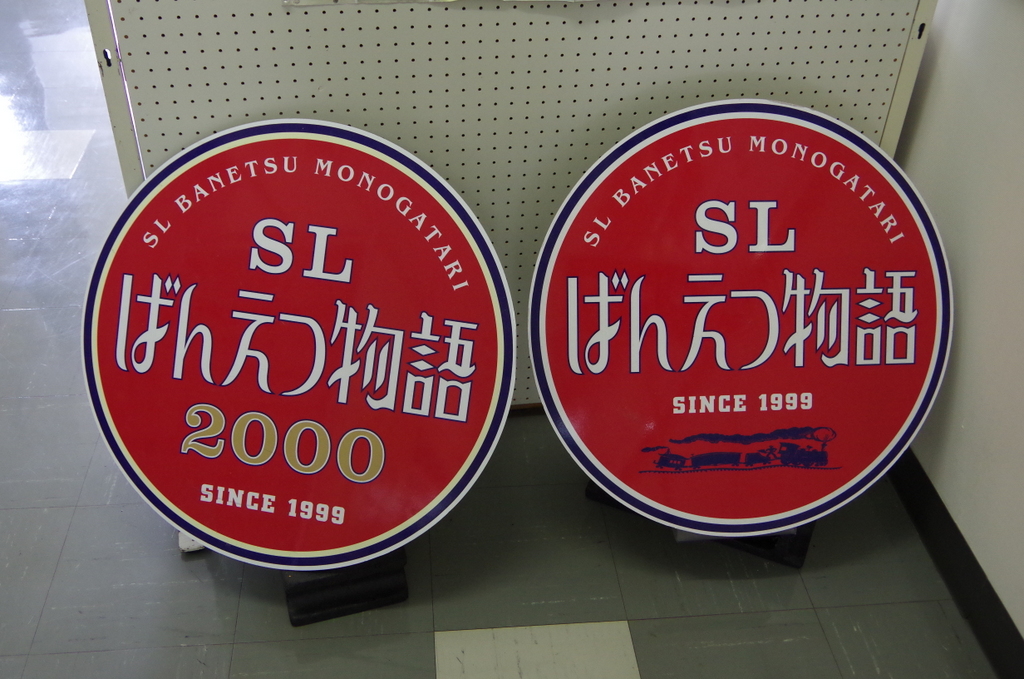 SL BANETSU MONOGATARI
SL
ばんえつ物語
2000
SINCE 1999
SL BANETSU MONOGATARI
SL
ばんえつ物語
SINCE 1999